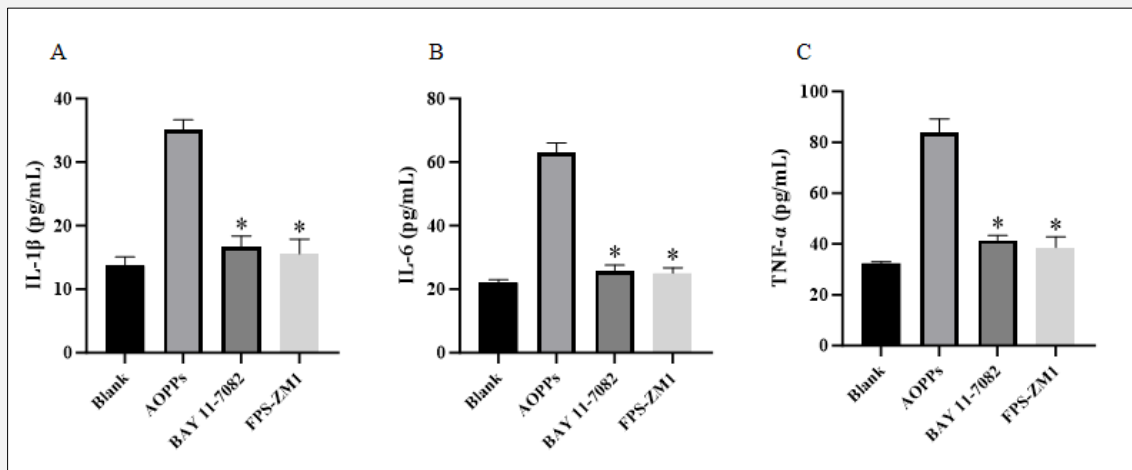 A
IL-1β (pg/mL)
40
30
20
10
0
*
*
Blank
AOPPs
BAY 11-7082
FPS-ZM1
B
IL-6 (pg/mL)
80
60
40
20
0
*
*
Blank
AOPPs
BAY 11-7082
FPS-ZM1
C
TNF-α (pg/mL)
100
80
60
40
20
0
*
*
Blank
AOPPs
BAY 11-7082
FPS-ZM1